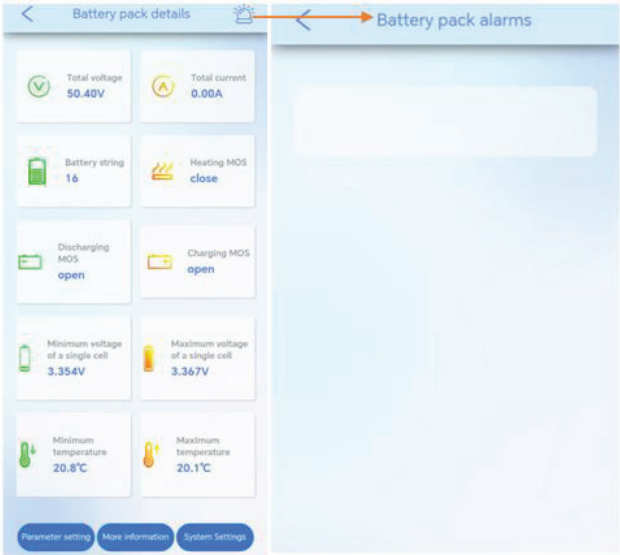 Battery pack details
Battery pack alarms
Total voltage
50.40V
Total current
0.00A
Battery string
16
Heating MOS
close
Discharging
MOS
open
Charging MOS
open
Minimum voltage
of a single cell
3.354V
Maximum voltage
of a single cell
3.367V
Minimum
temperature
20.8℃
Maximum
temperature
20.1℃
Parameter setting
More information
System Settings